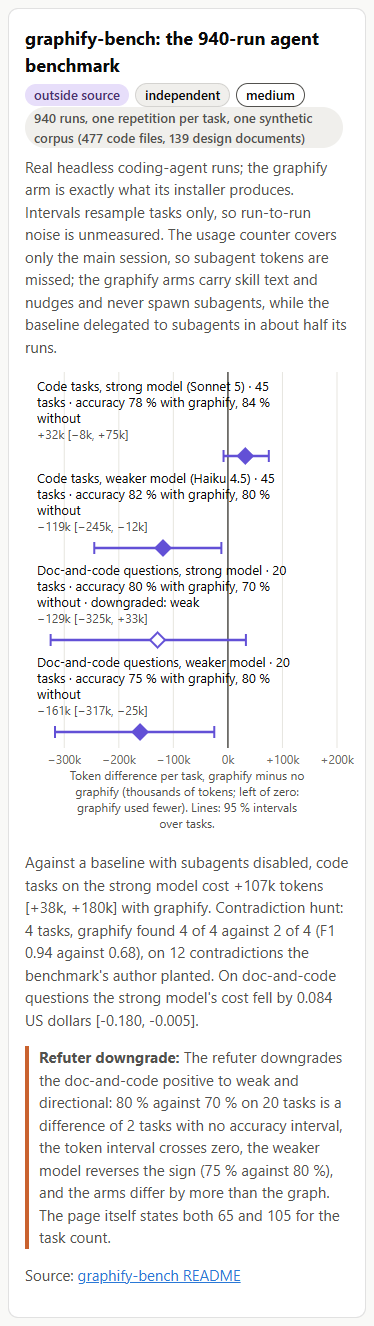 graphify-bench: the 940-run agent
benchmark
outside source independent medium
940 runs, one repetition per task, one synthetic
corpus (477 code files, 139 design documents)
Real headless coding-agent runs; the graphify
arm is exactly what its installer produces.
Intervals resample tasks only, so run-to-run
noise is unmeasured. The usage counter covers
only the main session, so subagent tokens are
missed; the graphify arms carry skill text and
nudges and never spawn subagents, while the
baseline delegated to subagents in about half its
runs.
Code tasks, strong model (Sonnet 5) · 45
tasks · accuracy 78 % with graphify, 84 %
without
+32k [−8k, +75k]
Code tasks, weaker model (Haiku 4.5) · 45
tasks · accuracy 82 % with graphify, 80 %
without
−119k [−245k, −12k]
Doc-and-code questions, strong model · 20
tasks · accuracy 80 % with graphify, 70 %
without · downgraded: weak
−129k [−325k, +33k]
Doc-and-code questions, weaker model · 20
tasks · accuracy 75 % with graphify, 80 %
without
−161k [−317k, −25k]
−300k −200k −100k 0k +100k +200k
Token difference per task, graphify minus no
graphify (thousands of tokens; left of zero:
graphify used fewer). Lines: 95 % intervals
over tasks.
Against a baseline with subagents disabled, code
tasks on the strong model cost +107k tokens
[+38k, +180k] with graphify. Contradiction hunt:
4 tasks, graphify found 4 of 4 against 2 of 4 (F1
0.94 against 0.68), on 12 contradictions the
benchmark's author planted. On doc-and-code
questions the strong model's cost fell by 0.084
US dollars [-0.180, -0.005].
Refuter downgrade: The refuter downgrades
the doc-and-code positive to weak and
directional: 80 % against 70 % on 20 tasks is a
difference of 2 tasks with no accuracy interval,
the token interval crosses zero, the weaker
model reverses the sign (75 % against 80 %),
and the arms differ by more than the graph.
The page itself states both 65 and 105 for the
task count.
Source: graphify-bench README